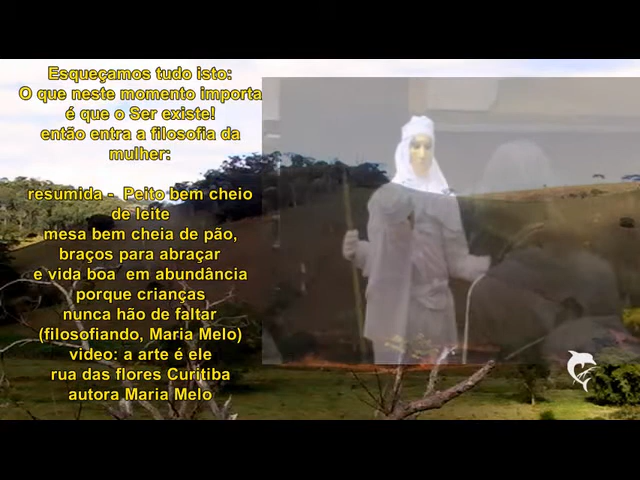 Esqueçamos tudo isto:
O que neste momento importa
é que o Ser existe!
então entra a filosofia da
mulher:
resumida - Peito bem cheio
de leite
mesa bem cheia de pão,
braços para abraçar
e vida boa em abundância
porque crianças
nunca hão de faltar
(filosofiando, Maria Melo)
video: a arte é ele
rua das flores Curitiba
autora Maria Melo